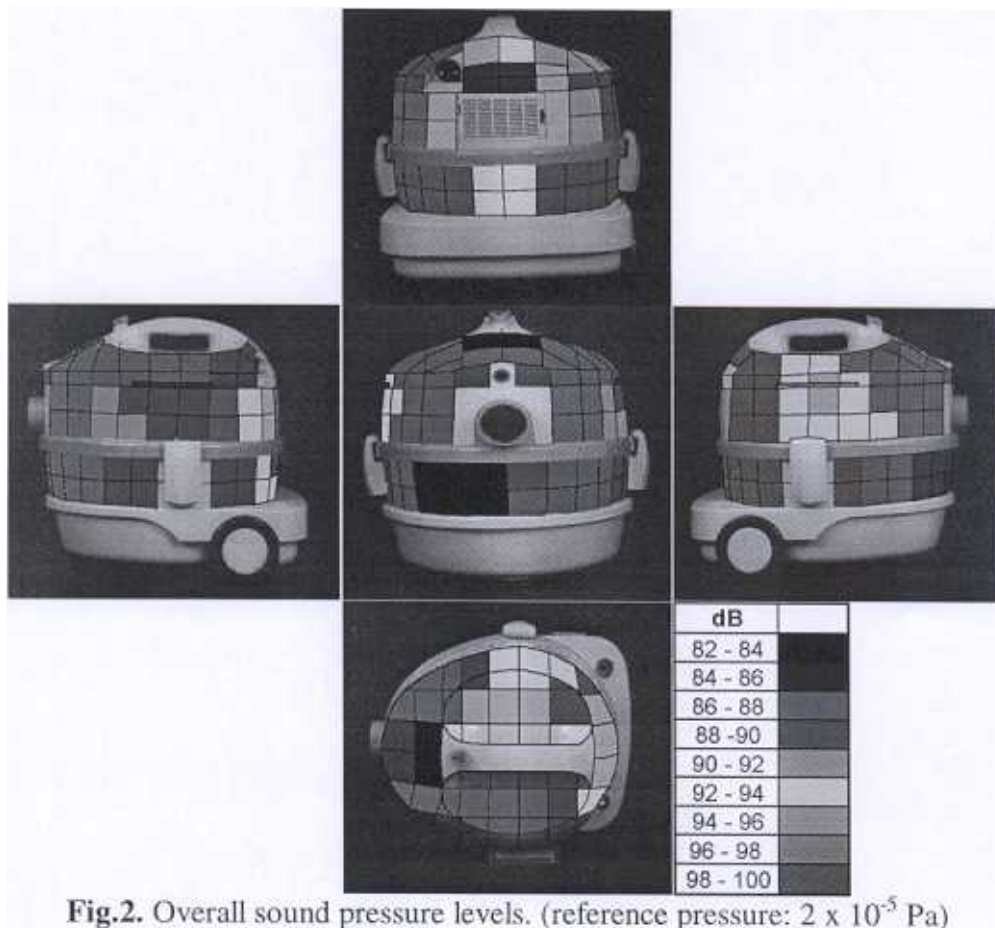 dB
82 - 84
84 - 86
86 - 88
88 -90
90 - 92
92 - 94
94 - 96
96 - 98
98 - 100
Fig.2. Overall sound pressure levels. (reference pressure: 2 x 10⁻⁵ Pa)